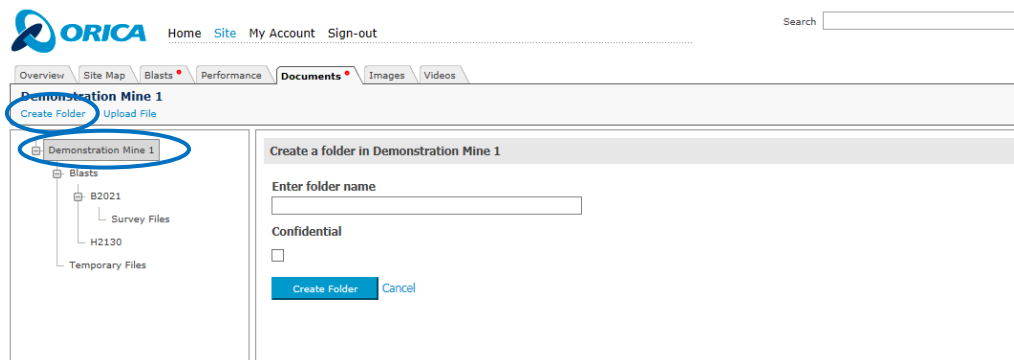 Search
ORICA Home Site My Account Sign-out
Overview Site Map Blasts Performance Documents Images Videos
Demonstration Mine 1
Create Folder Upload File
Demonstration Mine 1
Blasts
B2021
Survey Files
H2130
Temporary Files
Create a folder in Demonstration Mine 1
Enter folder name
Confidential
Create Folder Cancel